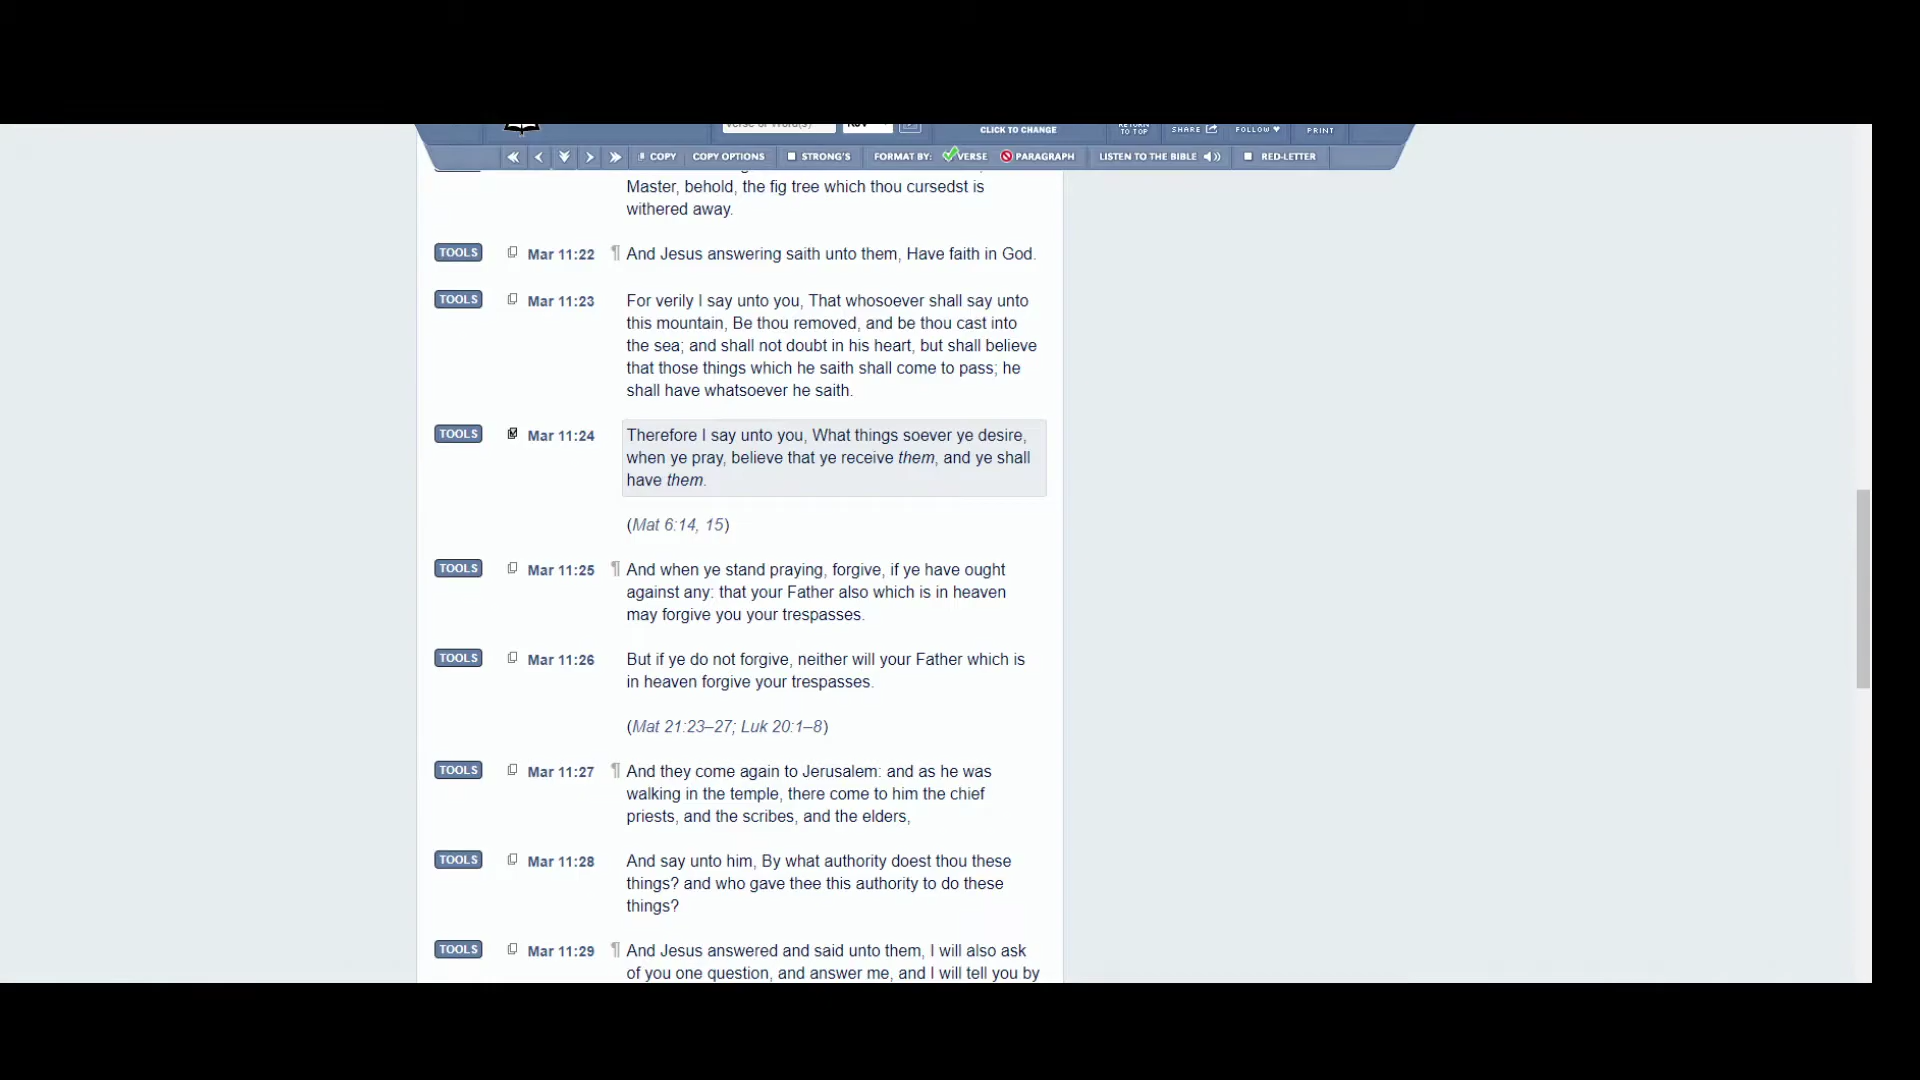 CLICK TO CHANGE
TO TOP
SHARE
FOLLOW
PRINT
COPY
COPY OPTIONS
STRONG'S
FORMAT BY:
VERSE
PARAGRAPH
LISTEN TO THE BIBLE
RED-LETTER
Master, behold, the fig tree which thou cursedst is
withered away.
TOOLS Mar 11:22 ¶ And Jesus answering saith unto them, Have faith in God.
TOOLS Mar 11:23 For verily I say unto you, That whosoever shall say unto
this mountain, Be thou removed, and be thou cast into
the sea; and shall not doubt in his heart, but shall believe
that those things which he saith shall come to pass; he
shall have whatsoever he saith.
TOOLS Mar 11:24 Therefore I say unto you, What things soever ye desire,
when ye pray, believe that ye receive them, and ye shall
have them.
(Mat 6:14, 15)
TOOLS Mar 11:25 ¶ And when ye stand praying, forgive, if ye have ought
against any: that your Father also which is in heaven
may forgive you your trespasses.
TOOLS Mar 11:26 But if ye do not forgive, neither will your Father which is
in heaven forgive your trespasses.
(Mat 21:23–27; Luk 20:1–8)
TOOLS Mar 11:27 ¶ And they come again to Jerusalem: and as he was
walking in the temple, there come to him the chief
priests, and the scribes, and the elders,
TOOLS Mar 11:28 And say unto him, By what authority doest thou these
things? and who gave thee this authority to do these
things?
TOOLS Mar 11:29 ¶ And Jesus answered and said unto them, I will also ask
of you one question, and answer me, and I will tell you by